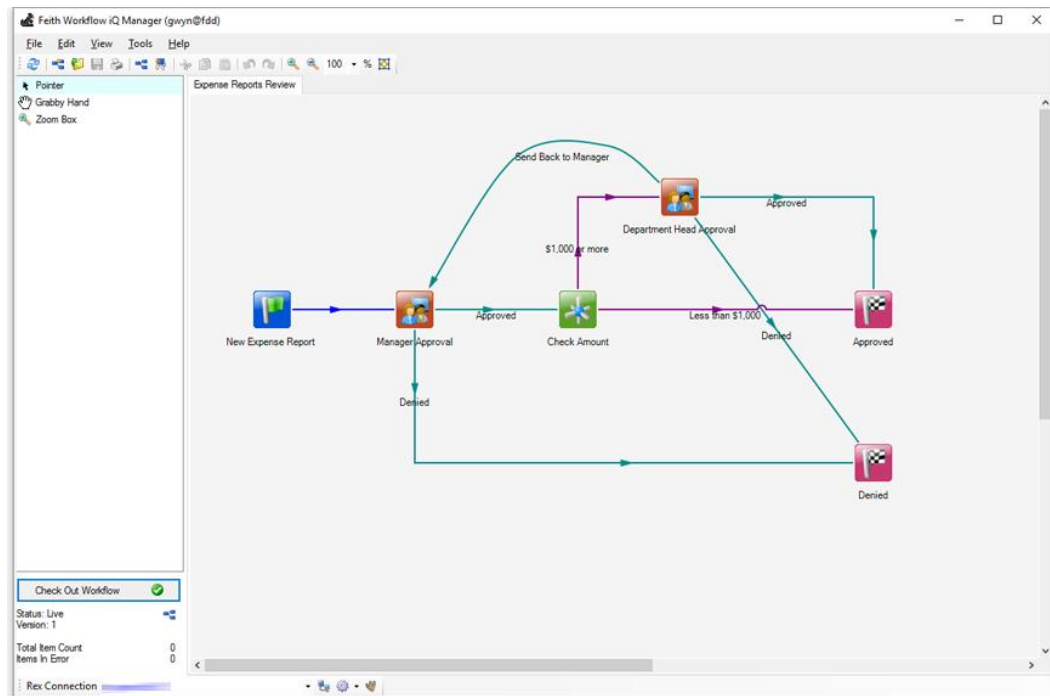 Feith Workflow iQ Manager (gwyn@fdd)
File Edit View Tools Help
100 %
Pointer
Grabby Hand
Zoom Box
Expense Reports Review
Send Back to Manager
Approved
Department Head Approval
$1,000 or more
Approved
Less than $1,000
New Expense Report
Manager Approval
Check Amount
Denied
Approved
Denied
Denied
Check Out Workflow
Status: Live
Version: 1
Total Item Count 0
Items In Error 0
Rex Connection